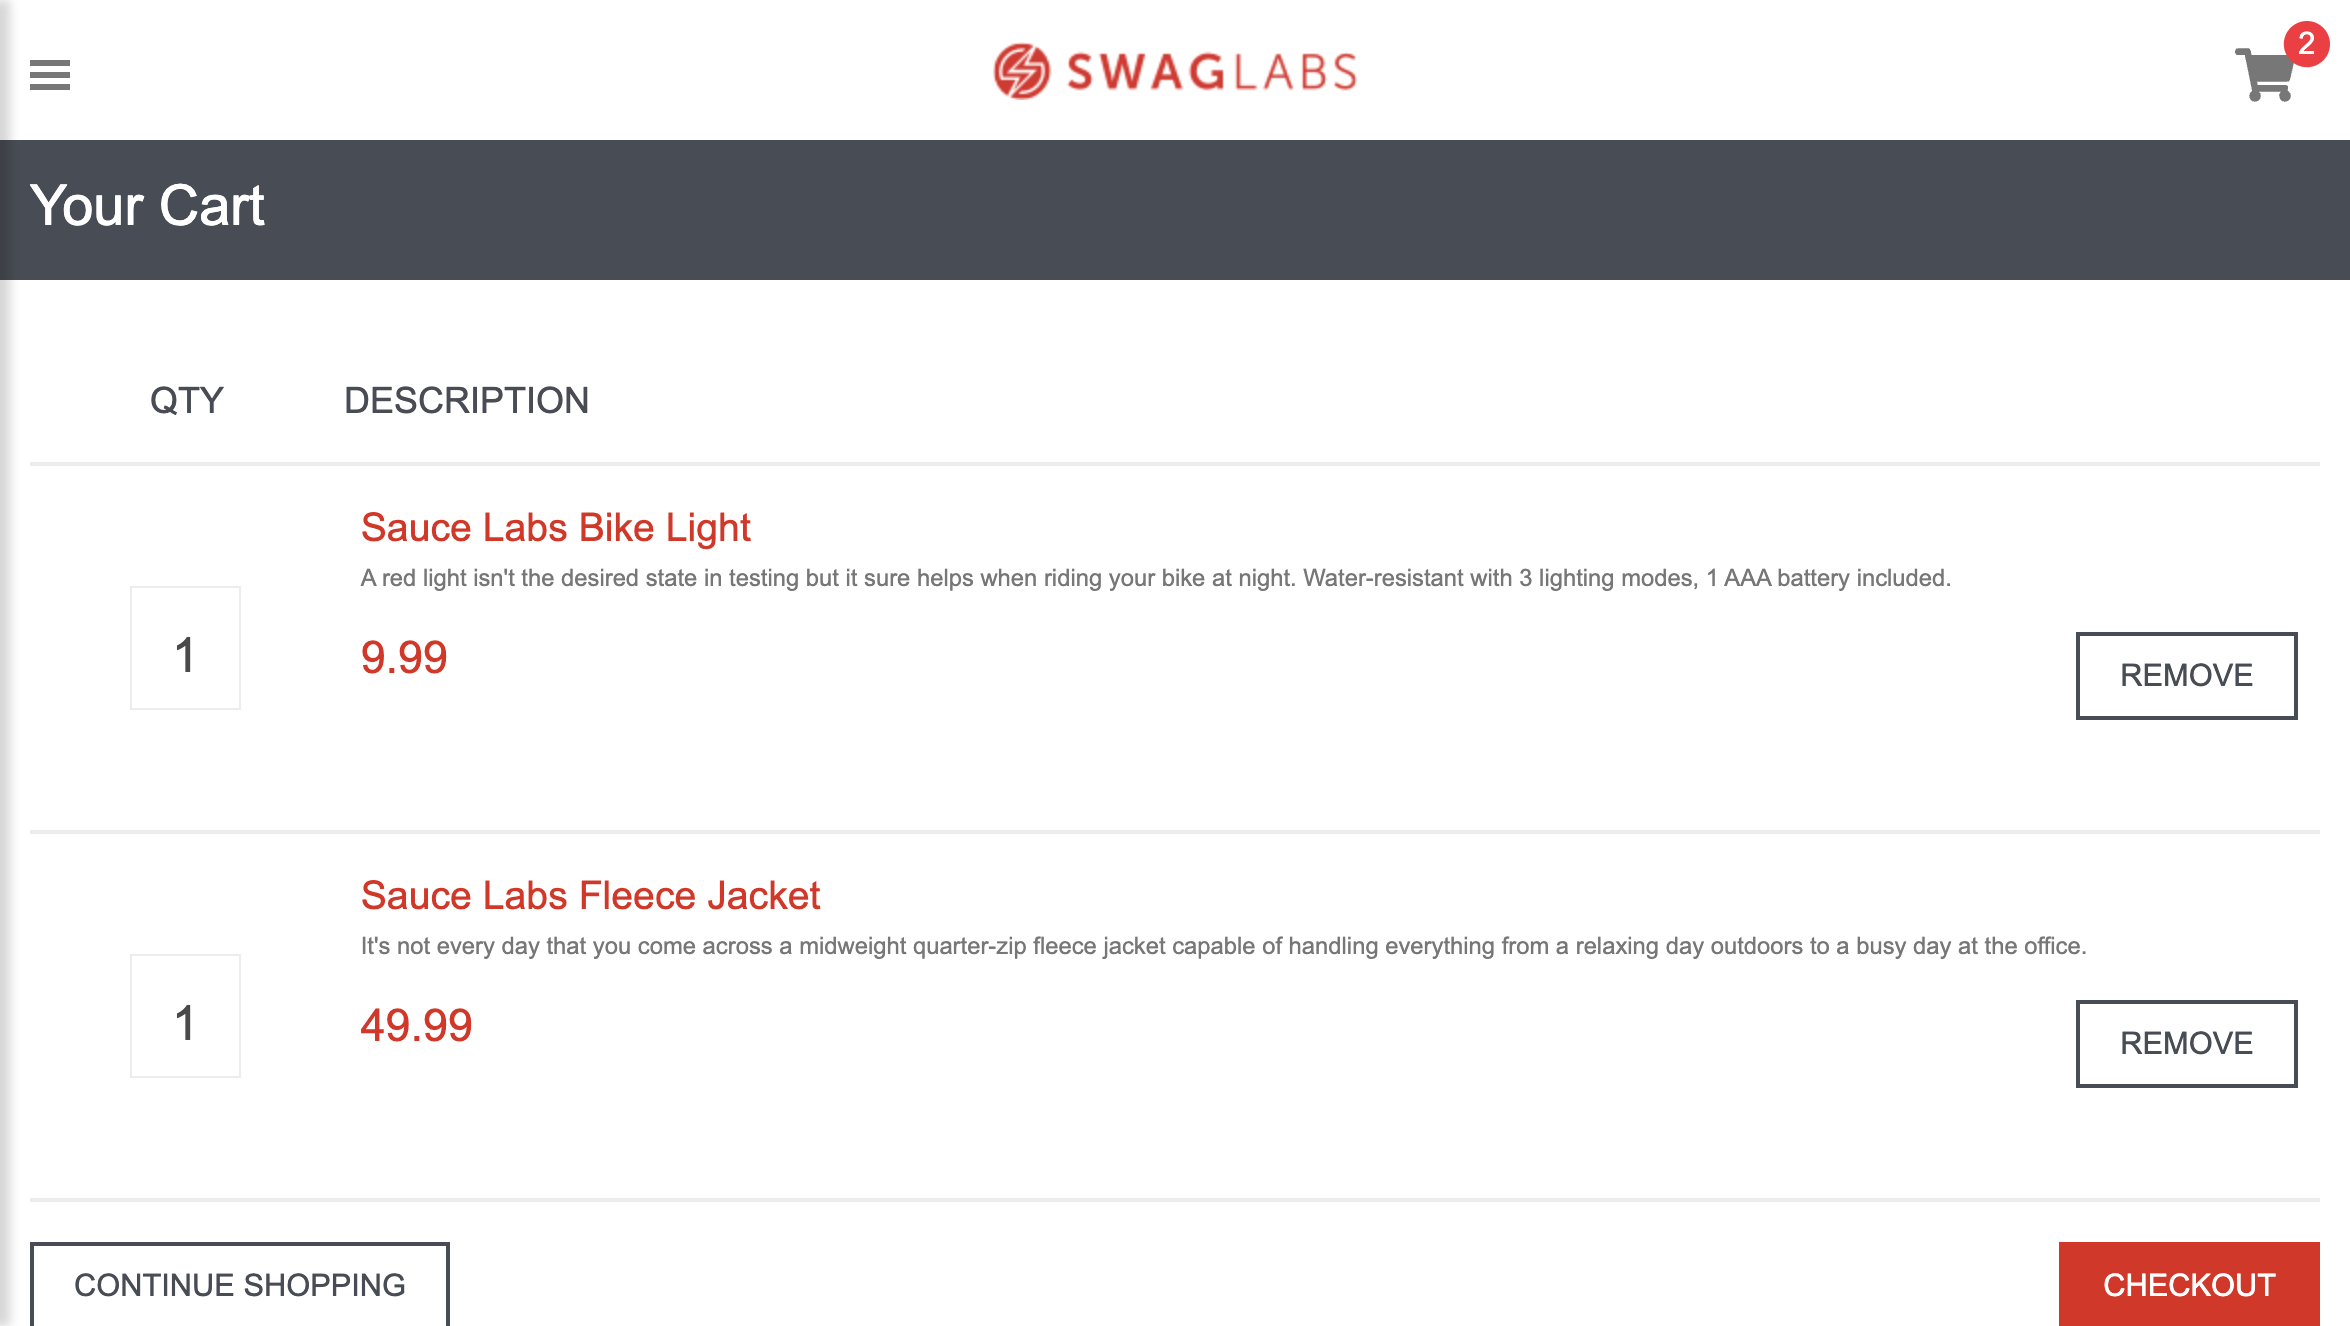 SWAGLABS
2
Your Cart
QTY DESCRIPTION
Sauce Labs Bike Light
A red light isn't the desired state in testing but it sure helps when riding your bike at night. Water-resistant with 3 lighting modes, 1 AAA battery included.
1
9.99
REMOVE
Sauce Labs Fleece Jacket
It's not every day that you come across a midweight quarter-zip fleece jacket capable of handling everything from a relaxing day outdoors to a busy day at the office.
1
49.99
REMOVE
CONTINUE SHOPPING
CHECKOUT